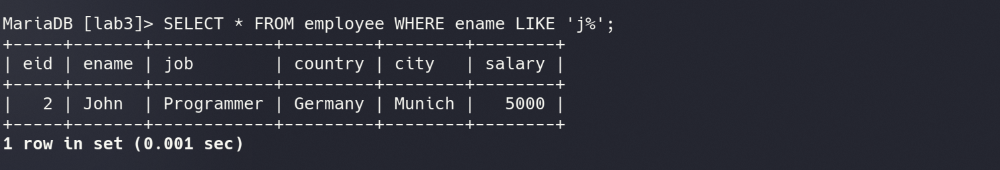 MariaDB [lab3]> SELECT * FROM employee WHERE ename LIKE 'j%';
+-----+-------+------------+---------+--------+--------+
| eid | ename | job        | country | city   | salary |
+-----+-------+------------+---------+--------+--------+
|   2 | John  | Programmer | Germany | Munich |   5000 |
+-----+-------+------------+---------+--------+--------+
1 row in set (0.001 sec)